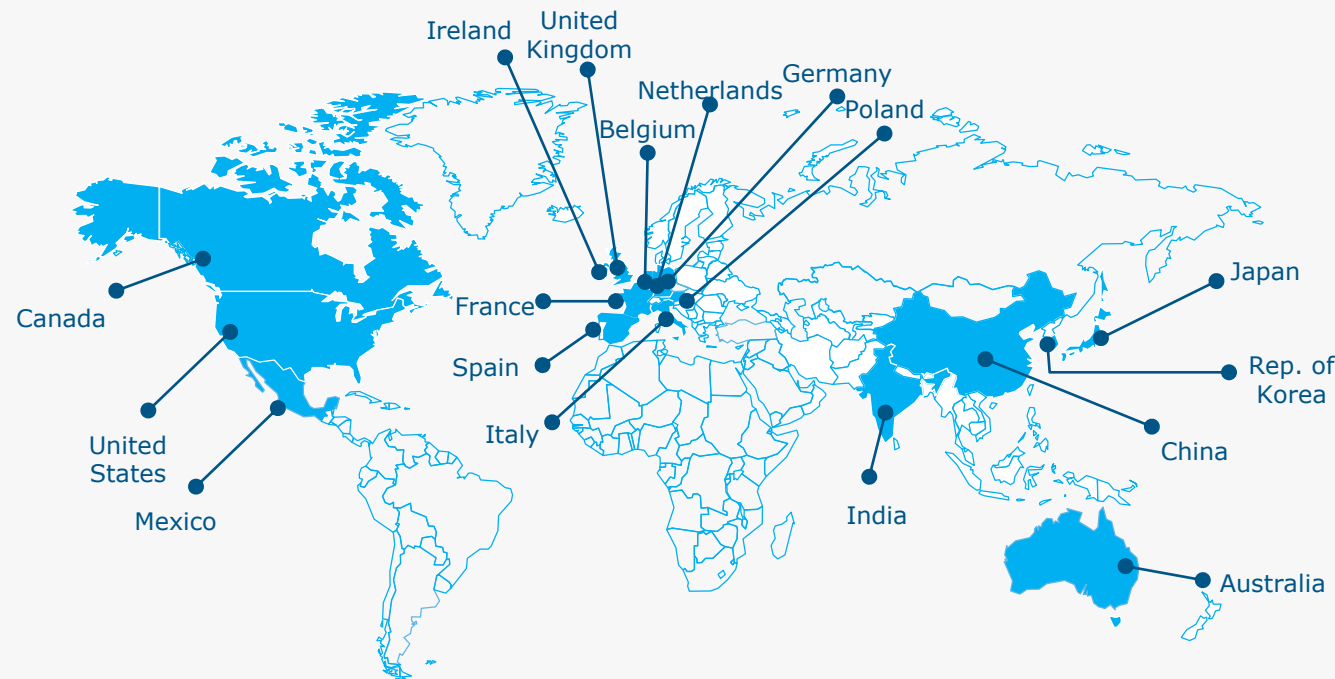 Ireland
United
Kingdom
Netherlands
Germany
Poland
Belgium
Canada
France
Spain
Italy
United
States
Mexico
Japan
Rep. of
Korea
China
India
Australia